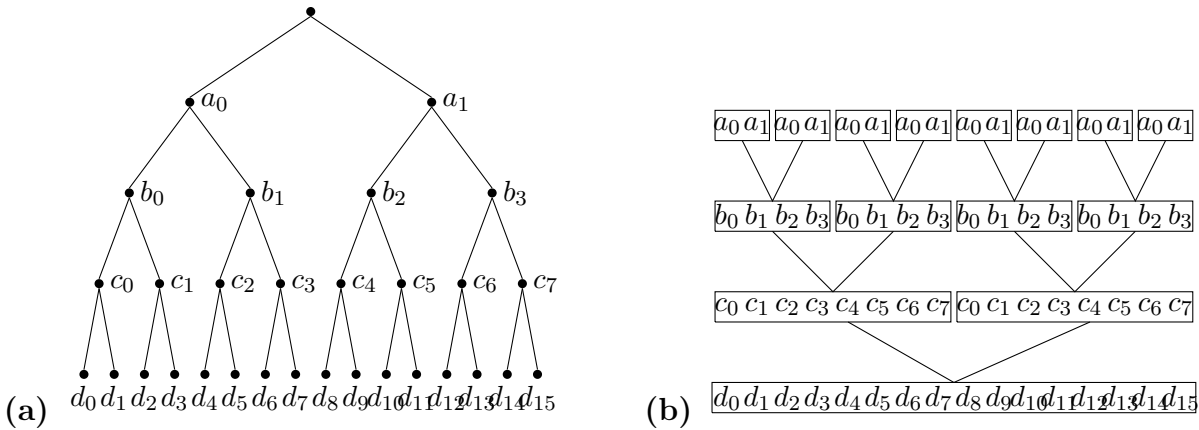 a0 a1
b0 b1 b2 b3
c0 c1 c2 c3 c4 c5 c6 c7
d0 d1 d2 d3 d4 d5 d6 d7 d8 d9 d10 d11 d12 d13 d14 d15
(a)
a0 a1 a0 a1 a0 a1 a0 a1 a0 a1 a0 a1 a0 a1 a0 a1
b0 b1 b2 b3 b0 b1 b2 b3 b0 b1 b2 b3 b0 b1 b2 b3
c0 c1 c2 c3 c4 c5 c6 c7 c0 c1 c2 c3 c4 c5 c6 c7
d0 d1 d2 d3 d4 d5 d6 d7 d8 d9 d10 d11 d12 d13 d14 d15
(b)